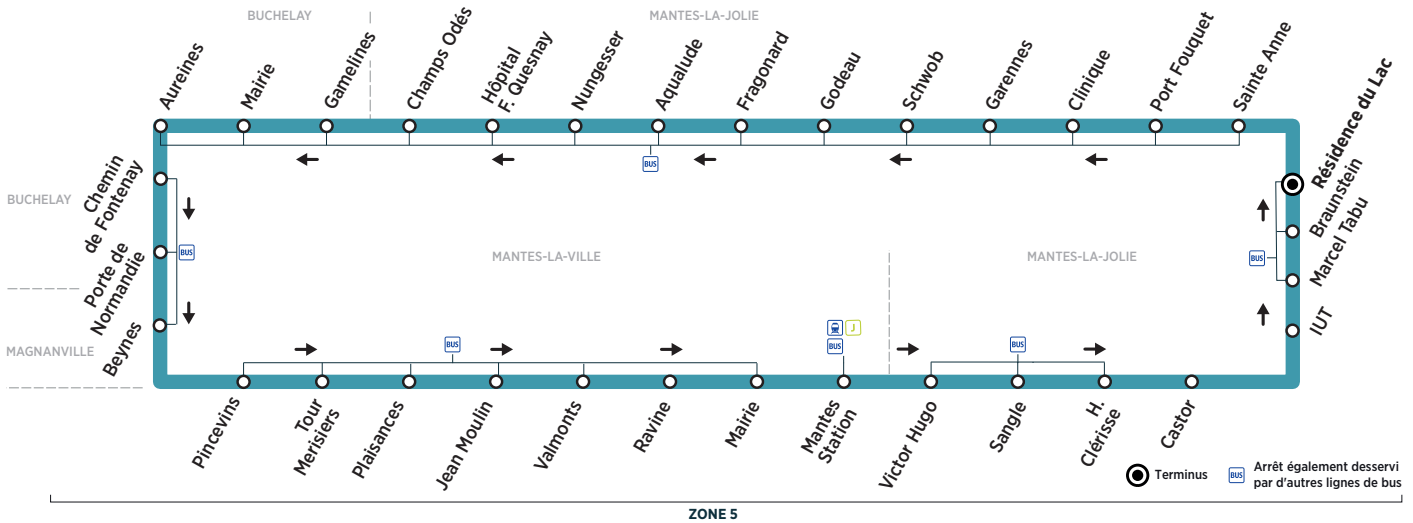 BUCHELAY
MANTES-LA-JOLIE
Aureines
Mairie
Gamelines
Champs Odés
Hôpital
F. Quesnay
Nungesser
Aqualude
Fragonard
Godeau
Schwob
Garennes
Clinique
Port Fouquet
Sainte Anne
Résidence du Lac
BUS
Chemin
de Fontenay
BUCHELAY
Braunstein
Porte de
Normandie
BUS
MANTES-LA-VILLE
MANTES-LA-JOLIE
BUS
Marcel Tabu
Beynes
MAGNANVILLE
IUT
BUS
J
BUS
BUS
Pincevins
Tour
Merisiers
Plaisances
Jean Moulin
Valmonts
Ravine
Mairie
Mantes
Station
Victor Hugo
Sangle
H.
Clérisse
Castor
Terminus
BUS
Arrêt également desservi
par d'autres lignes de bus
ZONE 5